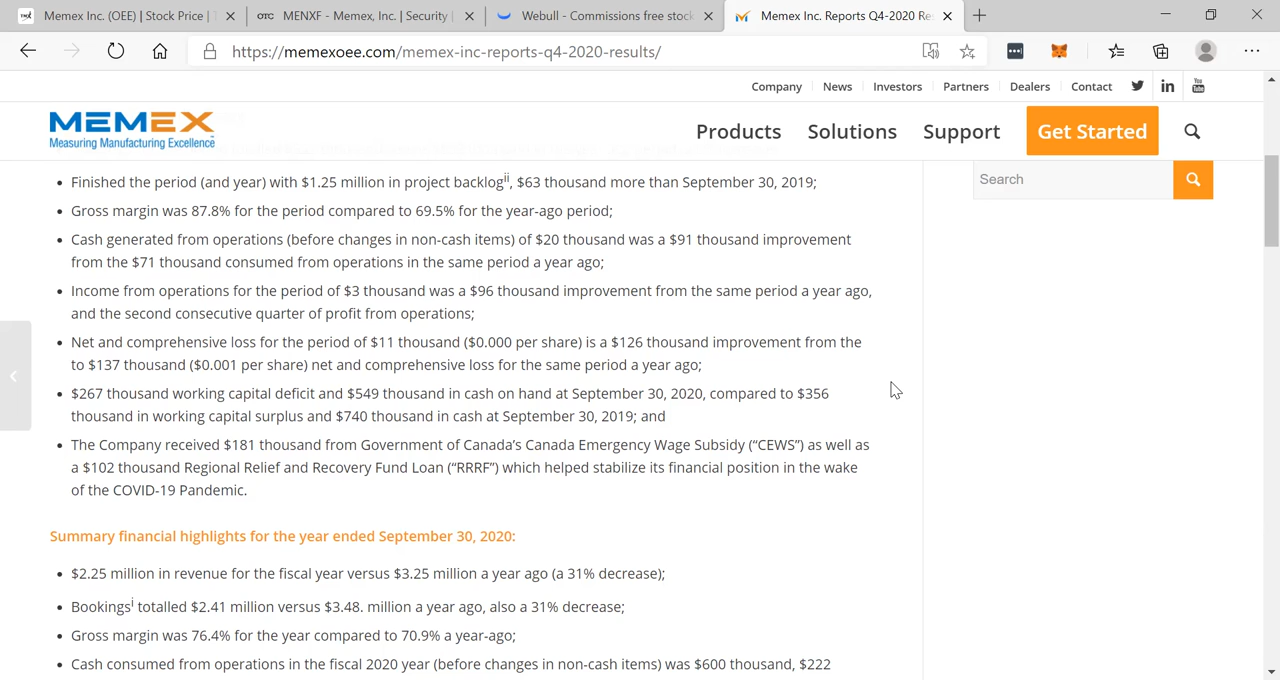 Memex Inc. (OEE) | Stock Price |
MENXF - Memex, Inc. | Security
Webull - Commissions free stock
Memex Inc. Reports Q4-2020 Re
https://memexoee.com/memex-inc-reports-q4-2020-results/
Company News Investors Partners Dealers Contact
MEMEX
Measuring Manufacturing Excellence
Products Solutions Support Get Started
Search
• Finished the period (and year) with $1.25 million in project backlogii, $63 thousand more than September 30, 2019;
• Gross margin was 87.8% for the period compared to 69.5% for the year-ago period;
• Cash generated from operations (before changes in non-cash items) of $20 thousand was a $91 thousand improvement
from the $71 thousand consumed from operations in the same period a year ago;
• Income from operations for the period of $3 thousand was a $96 thousand improvement from the same period a year ago,
and the second consecutive quarter of profit from operations;
• Net and comprehensive loss for the period of $11 thousand ($0.000 per share) is a $126 thousand improvement from the
to $137 thousand ($0.001 per share) net and comprehensive loss for the same period a year ago;
• $267 thousand working capital deficit and $549 thousand in cash on hand at September 30, 2020, compared to $356
thousand in working capital surplus and $740 thousand in cash at September 30, 2019; and
• The Company received $181 thousand from Government of Canada’s Canada Emergency Wage Subsidy (“CEWS”) as well as
a $102 thousand Regional Relief and Recovery Fund Loan (“RRRF”) which helped stabilize its financial position in the wake
of the COVID-19 Pandemic.
Summary financial highlights for the year ended September 30, 2020:
• $2.25 million in revenue for the fiscal year versus $3.25 million a year ago (a 31% decrease);
• Bookingsi totalled $2.41 million versus $3.48. million a year ago, also a 31% decrease;
• Gross margin was 76.4% for the year compared to 70.9% a year-ago;
• Cash consumed from operations in the fiscal 2020 year (before changes in non-cash items) was $600 thousand, $222